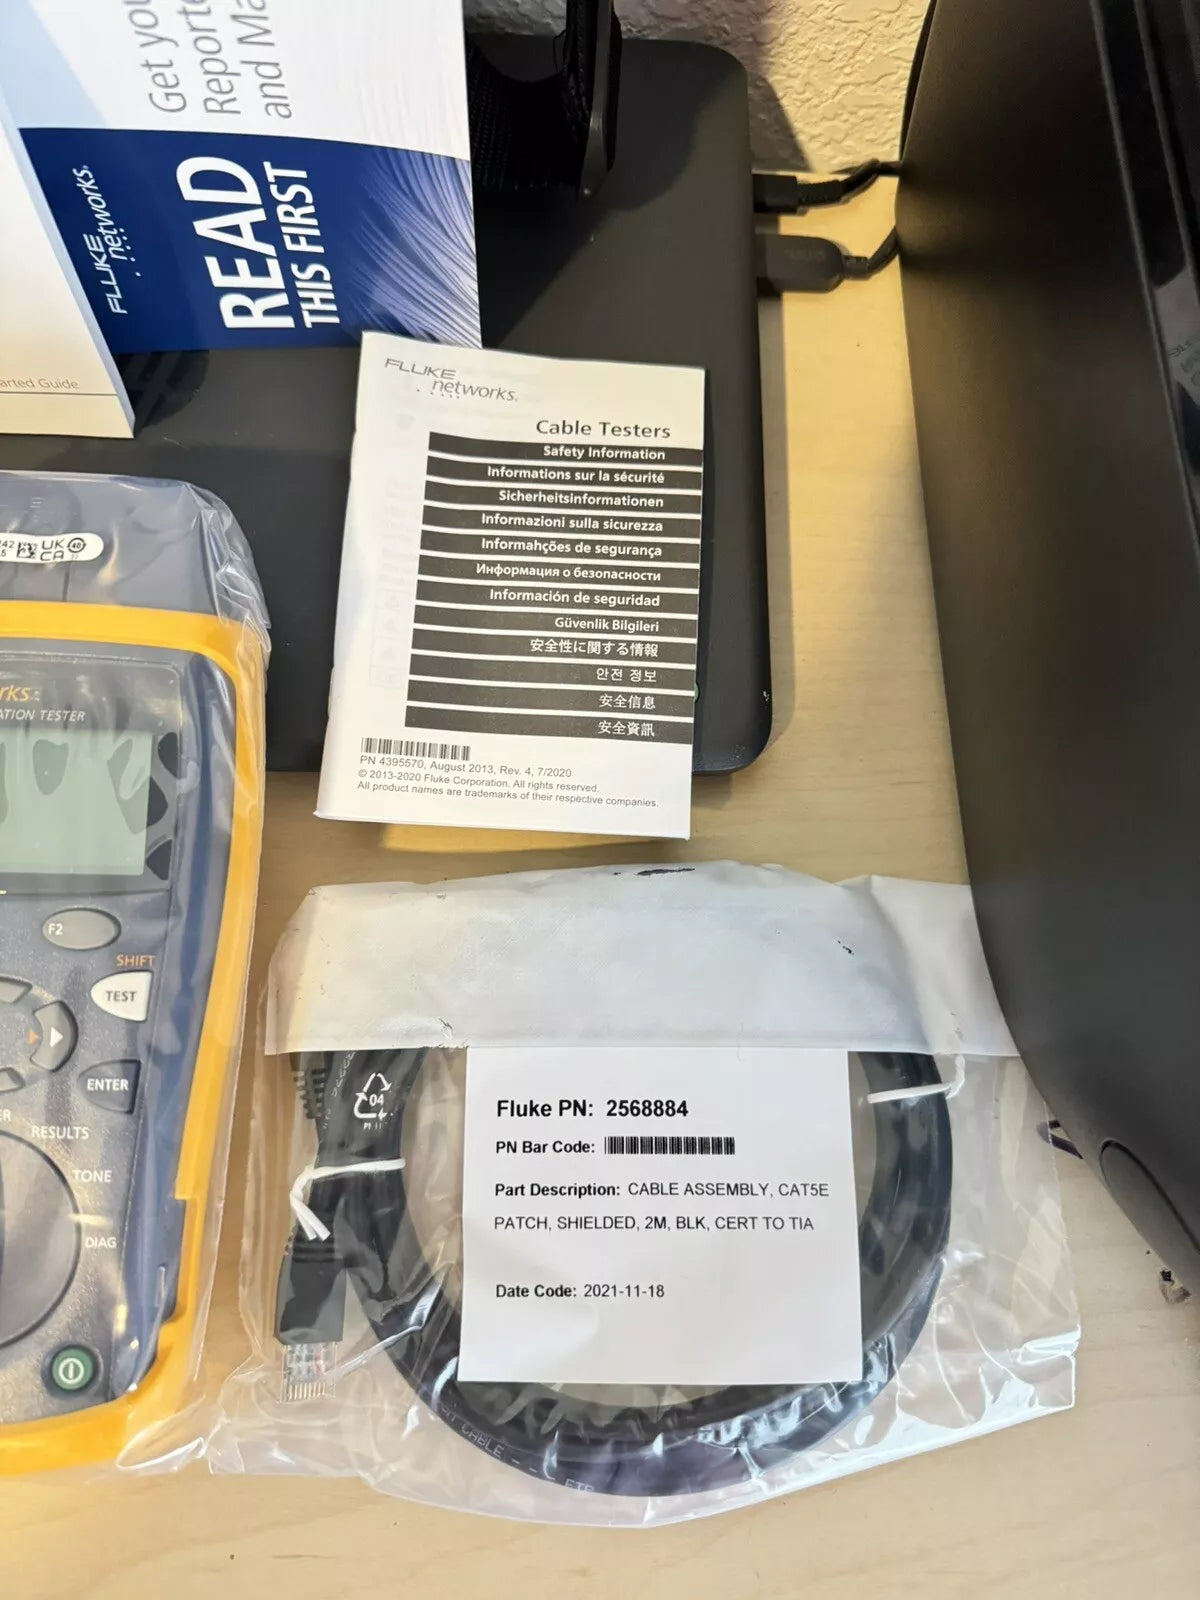 Get you
Reporte
and Ma
FLUKE
networks.
READ
THIS FIRST
arted Guide
FLUKE
networks.
Cable Testers
Safety Information
Informations sur la sécurité
Sicherheitsinformationen
Informazioni sulla sicurezza
Informahções de segurança
Информация о безопасности
Información de seguridad
Güvenlik Bilgileri
安全性に関する情報
안전 정보
安全信息
安全資訊
PN 4395570, August 2013, Rev. 4, 7/2020
© 2013-2020 Fluke Corporation. All rights reserved.
All product names are trademarks of their respective companies.
UK
CA
40
rks.
ATION TESTER
F2
SHIFT
TEST
ENTER
ER
RESULTS
TONE
DIAG
04
Fluke PN: 2568884
PN Bar Code:
Part Description: CABLE ASSEMBLY, CAT5E
PATCH, SHIELDED, 2M, BLK, CERT TO TIA
Date Code: 2021-11-18
CABLE